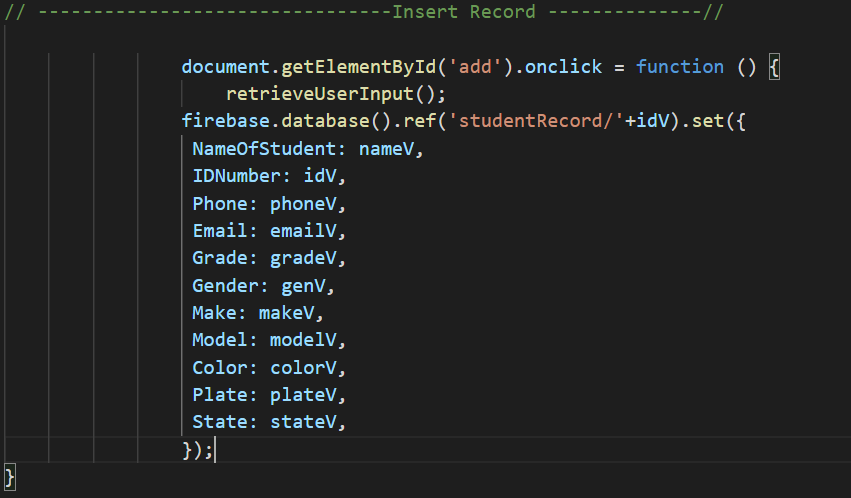 // --------------------------------Insert Record --------------//
document.getElementById('add').onclick = function () {
retrieveUserInput();
firebase.database().ref('studentRecord/'+idV).set({
NameOfStudent: nameV,
IDNumber: idV,
Phone: phoneV,
Email: emailV,
Grade: gradeV,
Gender: genV,
Make: makeV,
Model: modelV,
Color: colorV,
Plate: plateV,
State: stateV,
});
}